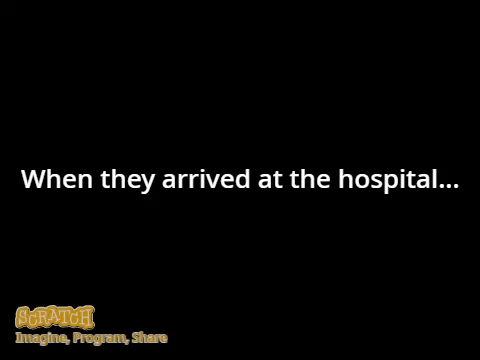 When they arrived at the hospital...
SCRATCH
Imagine, Program, Share